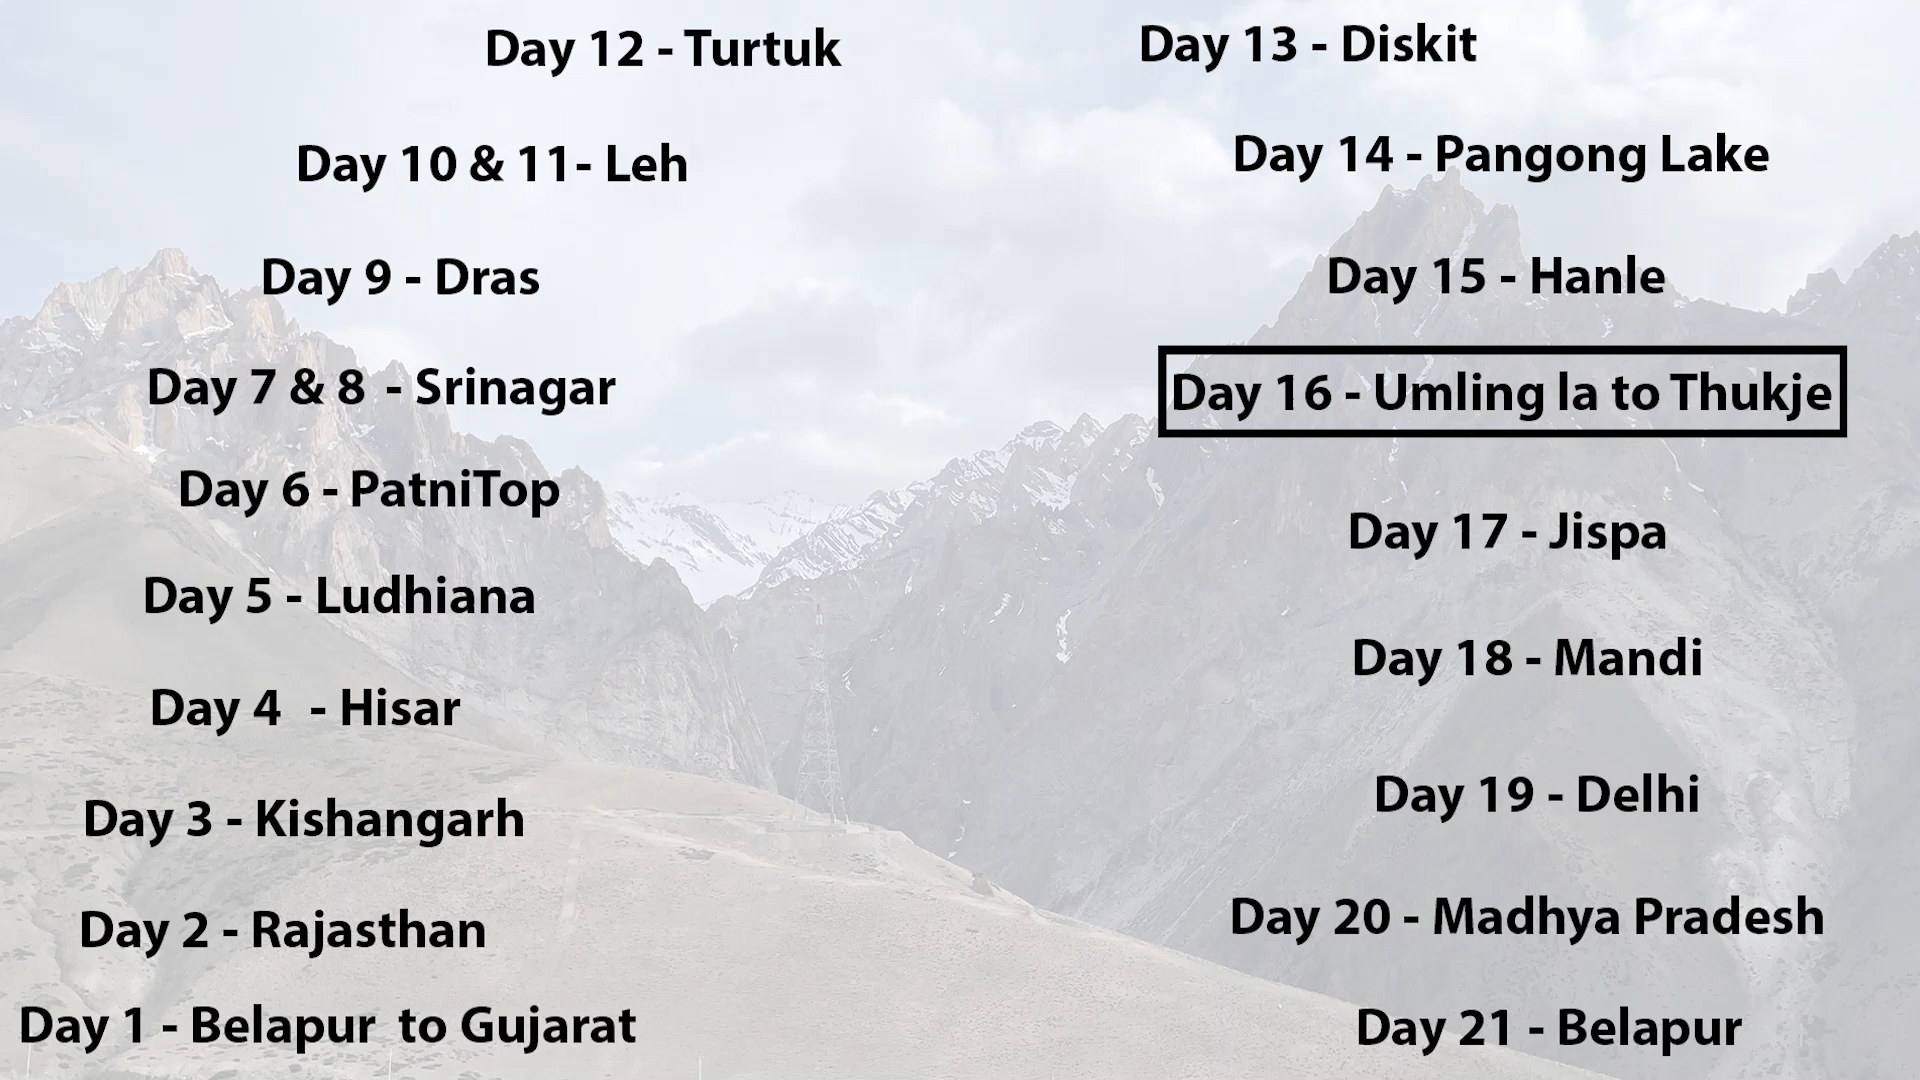 Day 12 - Turtuk
Day 13 - Diskit
Day 10 & 11- Leh
Day 14 - Pangong Lake
Day 9 - Dras
Day 15 - Hanle
Day 7 & 8 - Srinagar
Day 16 - Umling la to Thukje
Day 6 - PatniTop
Day 17 - Jispa
Day 5 - Ludhiana
Day 18 - Mandi
Day 4 - Hisar
Day 19 - Delhi
Day 3 - Kishangarh
Day 20 - Madhya Pradesh
Day 2 - Rajasthan
Day 1 - Belapur to Gujarat
Day 21 - Belapur